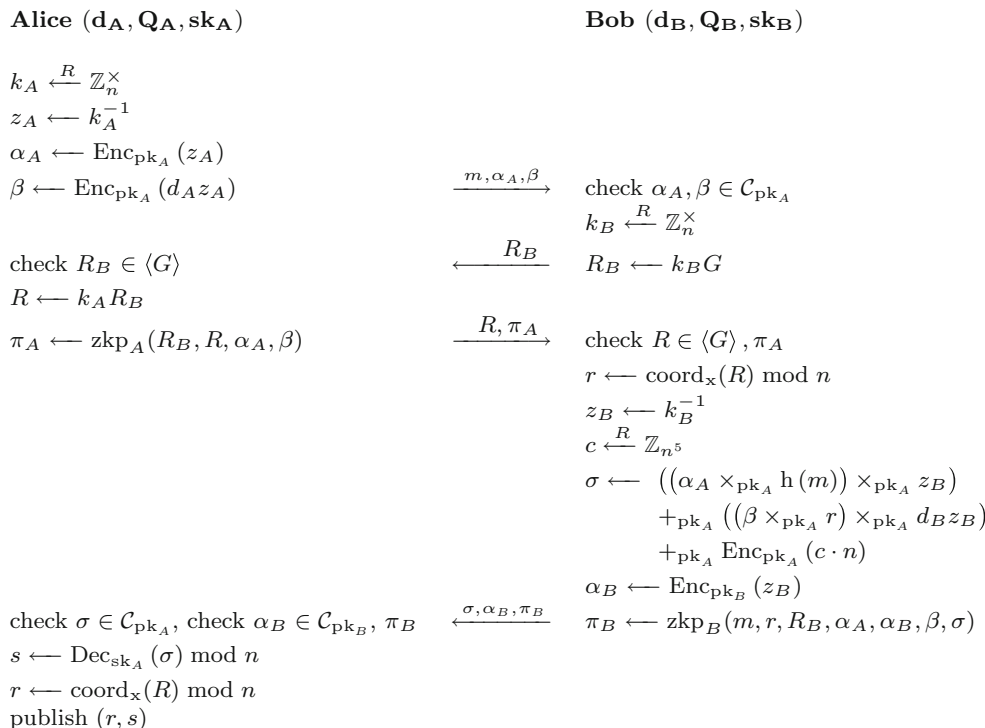 Alice (d_A, Q_A, sk_A)    Bob (d_B, Q_B, sk_B)
k_A ←^R ℤ_n^×
z_A ← k_A^{-1}
α_A ← Enc_{pk_A} (z_A)
β ← Enc_{pk_A} (d_A z_A)    m, α_A, β →    check α_A, β ∈ 𝒞_{pk_A}
k_B ←^R ℤ_n^×
check R_B ∈ ⟨G⟩    ← R_B    R_B ← k_B G
R ← k_A R_B
π_A ← zkp_A(R_B, R, α_A, β)    R, π_A →    check R ∈ ⟨G⟩, π_A
r ← coord_x(R) mod n
z_B ← k_B^{-1}
c ←^R ℤ_{n^5}
σ ← ((α_A ×_{pk_A} h (m)) ×_{pk_A} z_B)
+_{pk_A} ((β ×_{pk_A} r) ×_{pk_A} d_B z_B)
+_{pk_A} Enc_{pk_A} (c · n)
α_B ← Enc_{pk_B} (z_B)
check σ ∈ 𝒞_{pk_A}, check α_B ∈ 𝒞_{pk_B}, π_B    ← σ, α_B, π_B    π_B ← zkp_B(m, r, R_B, α_A, α_B, β, σ)
s ← Dec_{sk_A} (σ) mod n
r ← coord_x(R) mod n
publish (r, s)